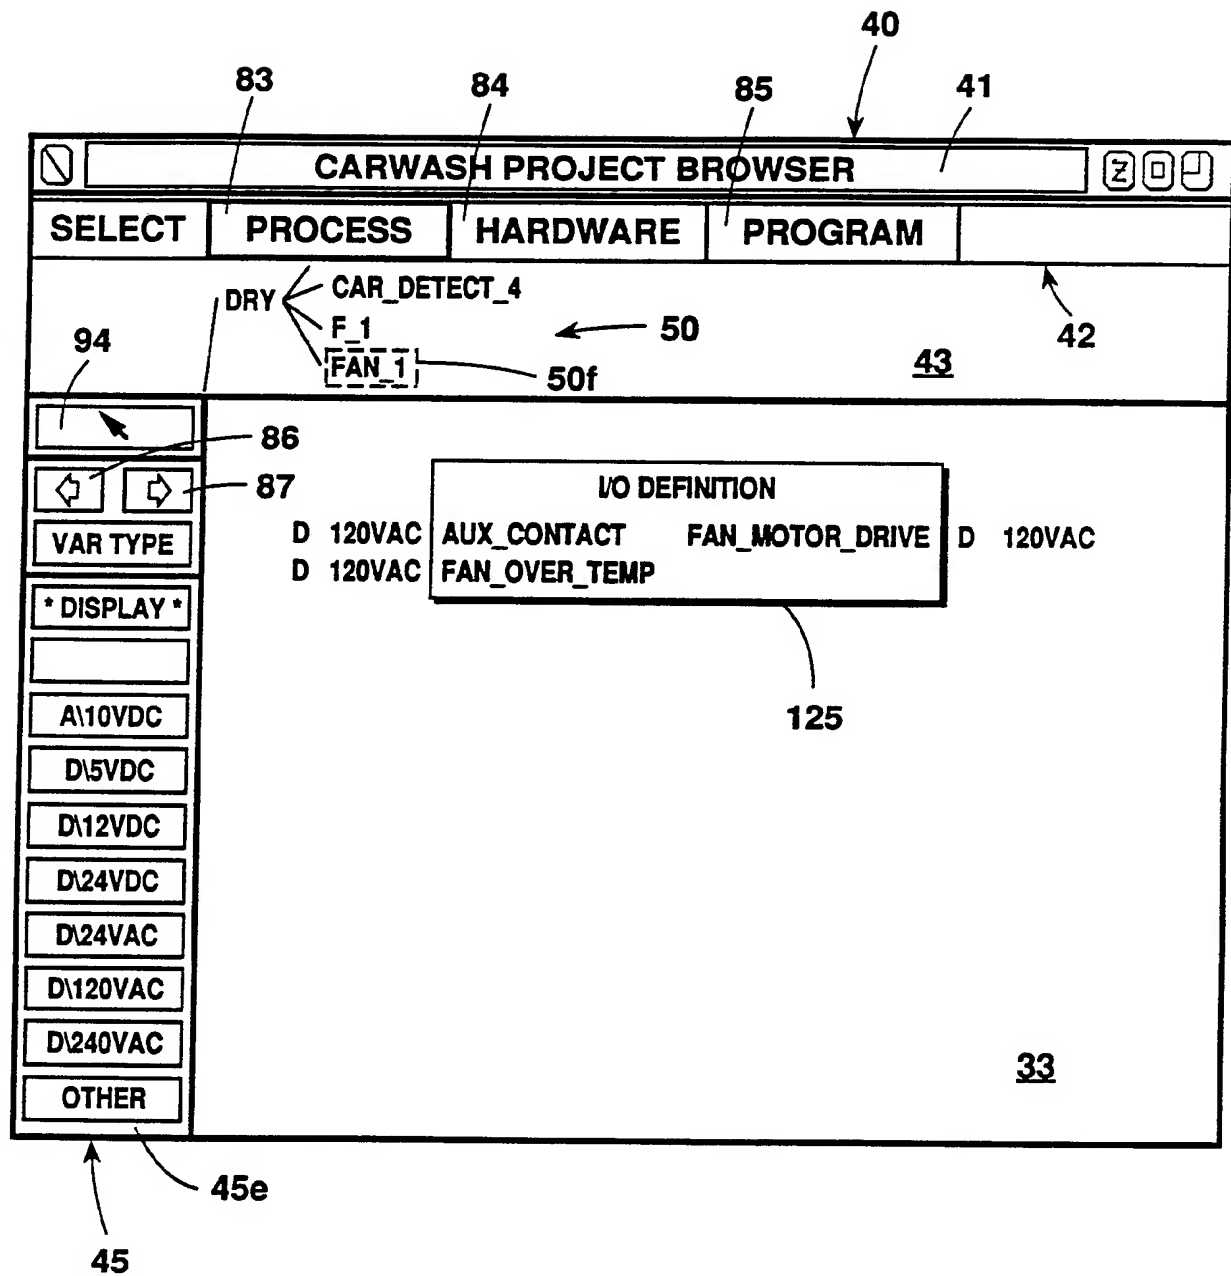 40
83 84 85 41
CARWASH PROJECT BROWSER
SELECT PROCESS HARDWARE PROGRAM
DRY CAR_DETECT_4
F_1
FAN_1
50
50f
43
42
94
86
87
VAR TYPE
* DISPLAY *
A\10VDC
D\5VDC
D\12VDC
D\24VDC
D\24VAC
D\120VAC
D\240VAC
OTHER
I/O DEFINITION
D 120VAC AUX_CONTACT FAN_MOTOR_DRIVE D 120VAC
D 120VAC FAN_OVER_TEMP
125
33
45e
45